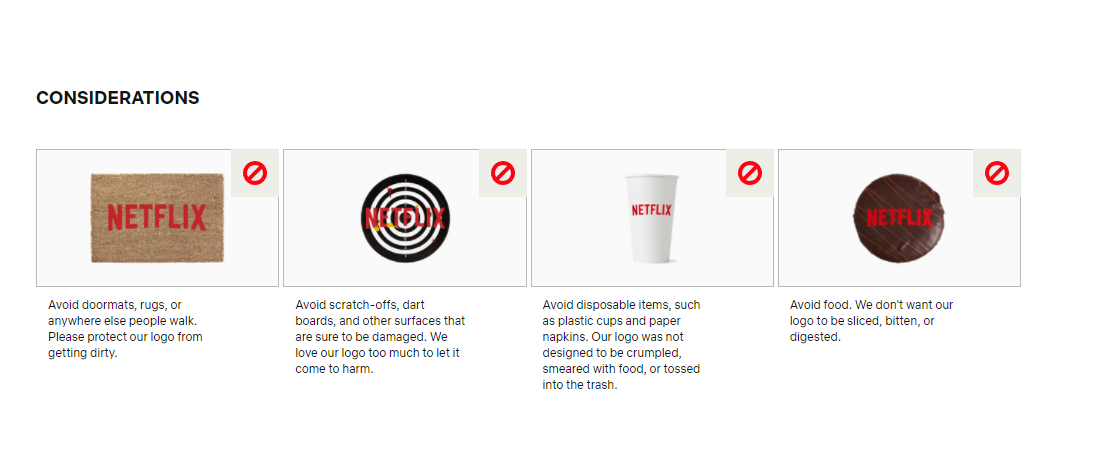 CONSIDERATIONS
NETFLIX
NETFLIX
NETFLIX
NETFLIX
Avoid doormats, rugs, or
anywhere else people walk.
Please protect our logo from
getting dirty.
Avoid scratch-offs, dart
boards, and other surfaces that
are sure to be damaged. We
love our logo too much to let it
come to harm.
Avoid disposable items, such
as plastic cups and paper
napkins. Our logo was not
designed to be crumpled,
smeared with food, or tossed
into the trash.
Avoid food. We don't want our
logo to be sliced, bitten, or
digested.